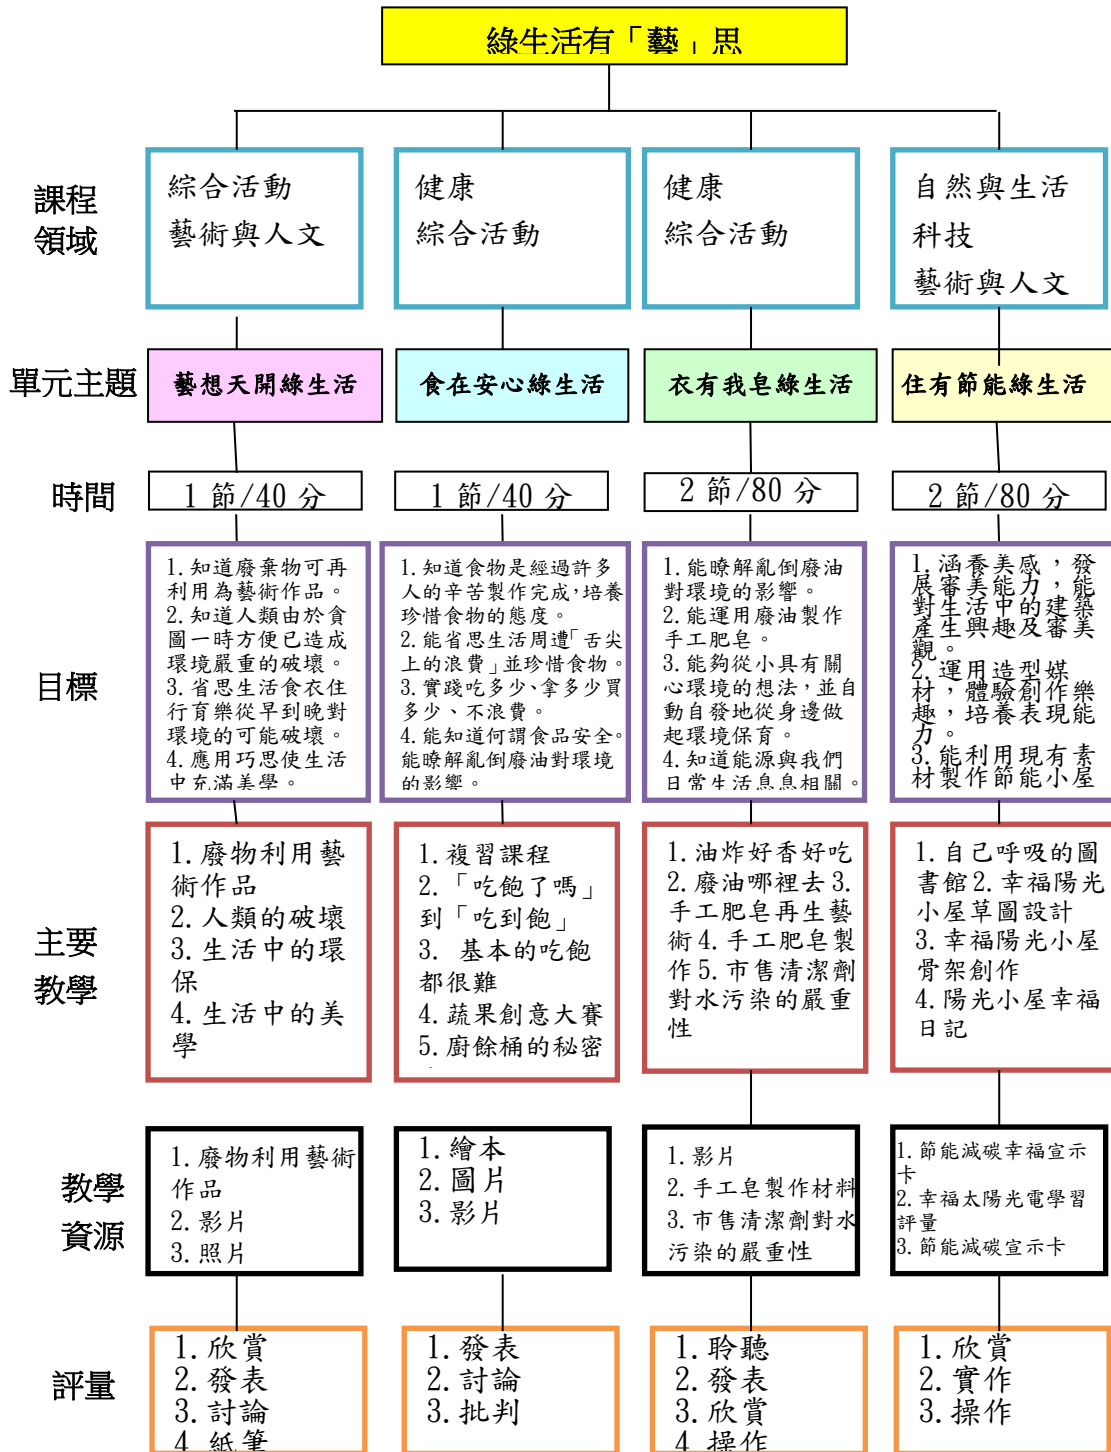 綠生活有「藝」思
課程
領域
綜合活動
藝術與人文
健康
綜合活動
健康
綜合活動
自然與生活
科技
藝術與人文
單元主題
藝想天開綠生活
食在安心綠生活
衣有我皂綠生活
住有節能綠生活
時間
1 節/40 分
1 節/40 分
2 節/80 分
2 節/80 分
目標
1.知道廢棄物可再
利用為藝術作品。
2.知道人類由於貪
圖一時方便已造成
環境嚴重的破壞。
3.省思生活食衣住
行育樂從早到晚對
環境的可能破壞。
4.應用巧思使生活
中充滿美學。
1.知道食物是經過許多
人的辛苦製作完成,培養
珍惜食物的態度。
2.能省思生活周遭「舌尖
上的浪費」並珍惜食物。
3.實踐吃多少、拿多少買
多少、不浪費。
4.能知道何謂食品安全。
能瞭解亂倒廢油對環境
的影響。
1.能瞭解亂倒廢油
對環境的影響。
2.能運用廢油製作
手工肥皂。
3.能夠從小具有關
心環境的想法,並自
動自發地從身邊做
起環境保育。
4.知道能源與我們
日常生活息息相關。
1.涵養美感,發
展審美能力,能
對生活中的建築
產生興趣及審美
觀。
2.運用造型媒
材,體驗創作樂
趣,培養表現能
力。
3.能利用現有素
材製作節能小屋
主要
教學
1.廢物利用藝
術作品
2.人類的破壞
3.生活中的環
保
4.生活中的美
學
1.複習課程
2.「吃飽了嗎」
到「吃到飽」
3. 基本的吃飽
都很難
4.蔬果創意大賽
5.廚餘桶的秘密
1.油炸好香好吃
2.廢油哪裡去 3.
手工肥皂再生藝
術 4.手工肥皂製
作 5.市售清潔劑
對水污染的嚴重
性
1.自己呼吸的圖
書館 2.幸福陽光
小屋草圖設計
3.幸福陽光小屋
骨架創作
4.陽光小屋幸福
日記
教學
資源
1.廢物利用藝術
作品
2.影片
3.照片
1.繪本
2.圖片
3.影片
1.影片
2.手工皂製作材料
3.市售清潔劑對水
污染的嚴重性
1.節能減碳幸福宣示
卡
2.幸福太陽光電學習
評量
3.節能減碳宣示卡
評量
1.欣賞
2.發表
3.討論
4.紙筆
1.發表
2.討論
3.批判
1.聆聽
2.發表
3.欣賞
4.操作
1.欣賞
2.實作
3.操作